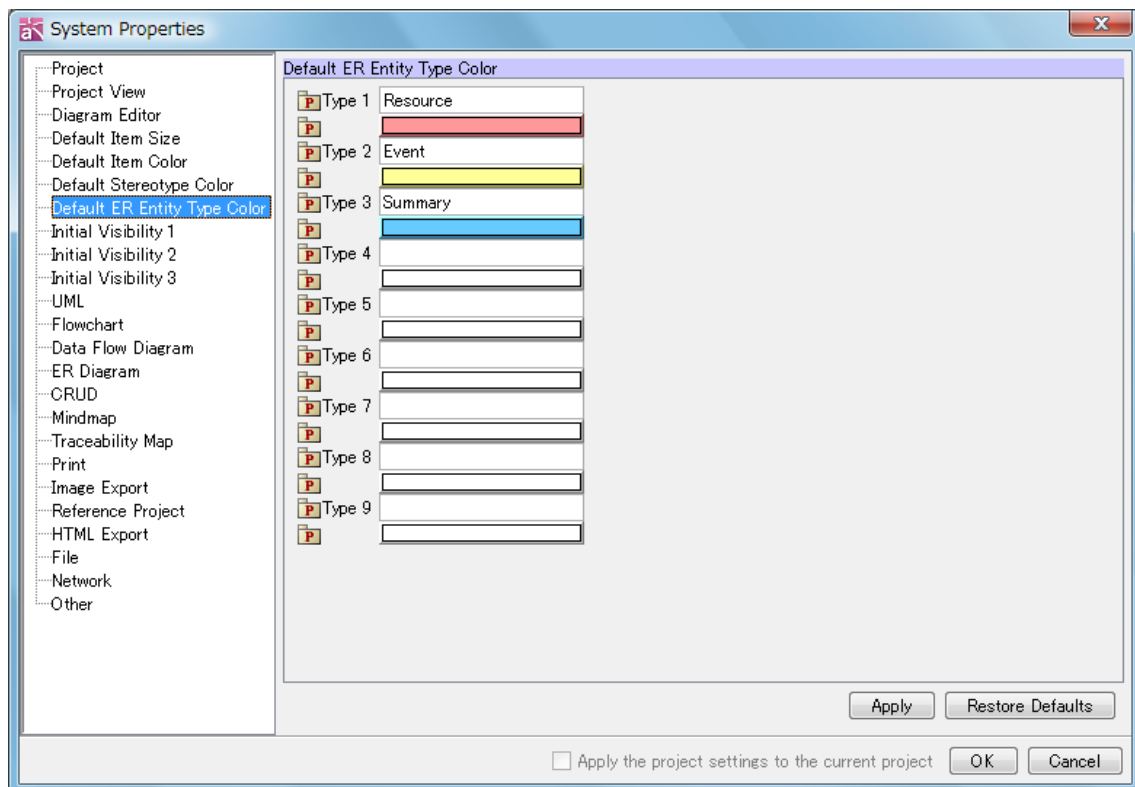 System Properties
Project
Project View
Diagram Editor
Default Item Size
Default Item Color
Default Stereotype Color
Default ER Entity Type Color
Initial Visibility 1
Initial Visibility 2
Initial Visibility 3
UML
Flowchart
Data Flow Diagram
ER Diagram
CRUD
Mindmap
Traceability Map
Print
Image Export
Reference Project
HTML Export
File
Network
Other
Default ER Entity Type Color
P Type 1 Resource
P
P Type 2 Event
P
P Type 3 Summary
P
P Type 4
P
P Type 5
P
P Type 6
P
P Type 7
P
P Type 8
P
P Type 9
P
Apply Restore Defaults
Apply the project settings to the current project OK Cancel